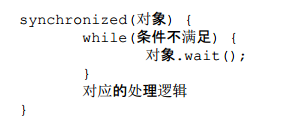 synchronized(对象) {
while(条件不满足) {
对象.wait();
}
对应的处理逻辑
}